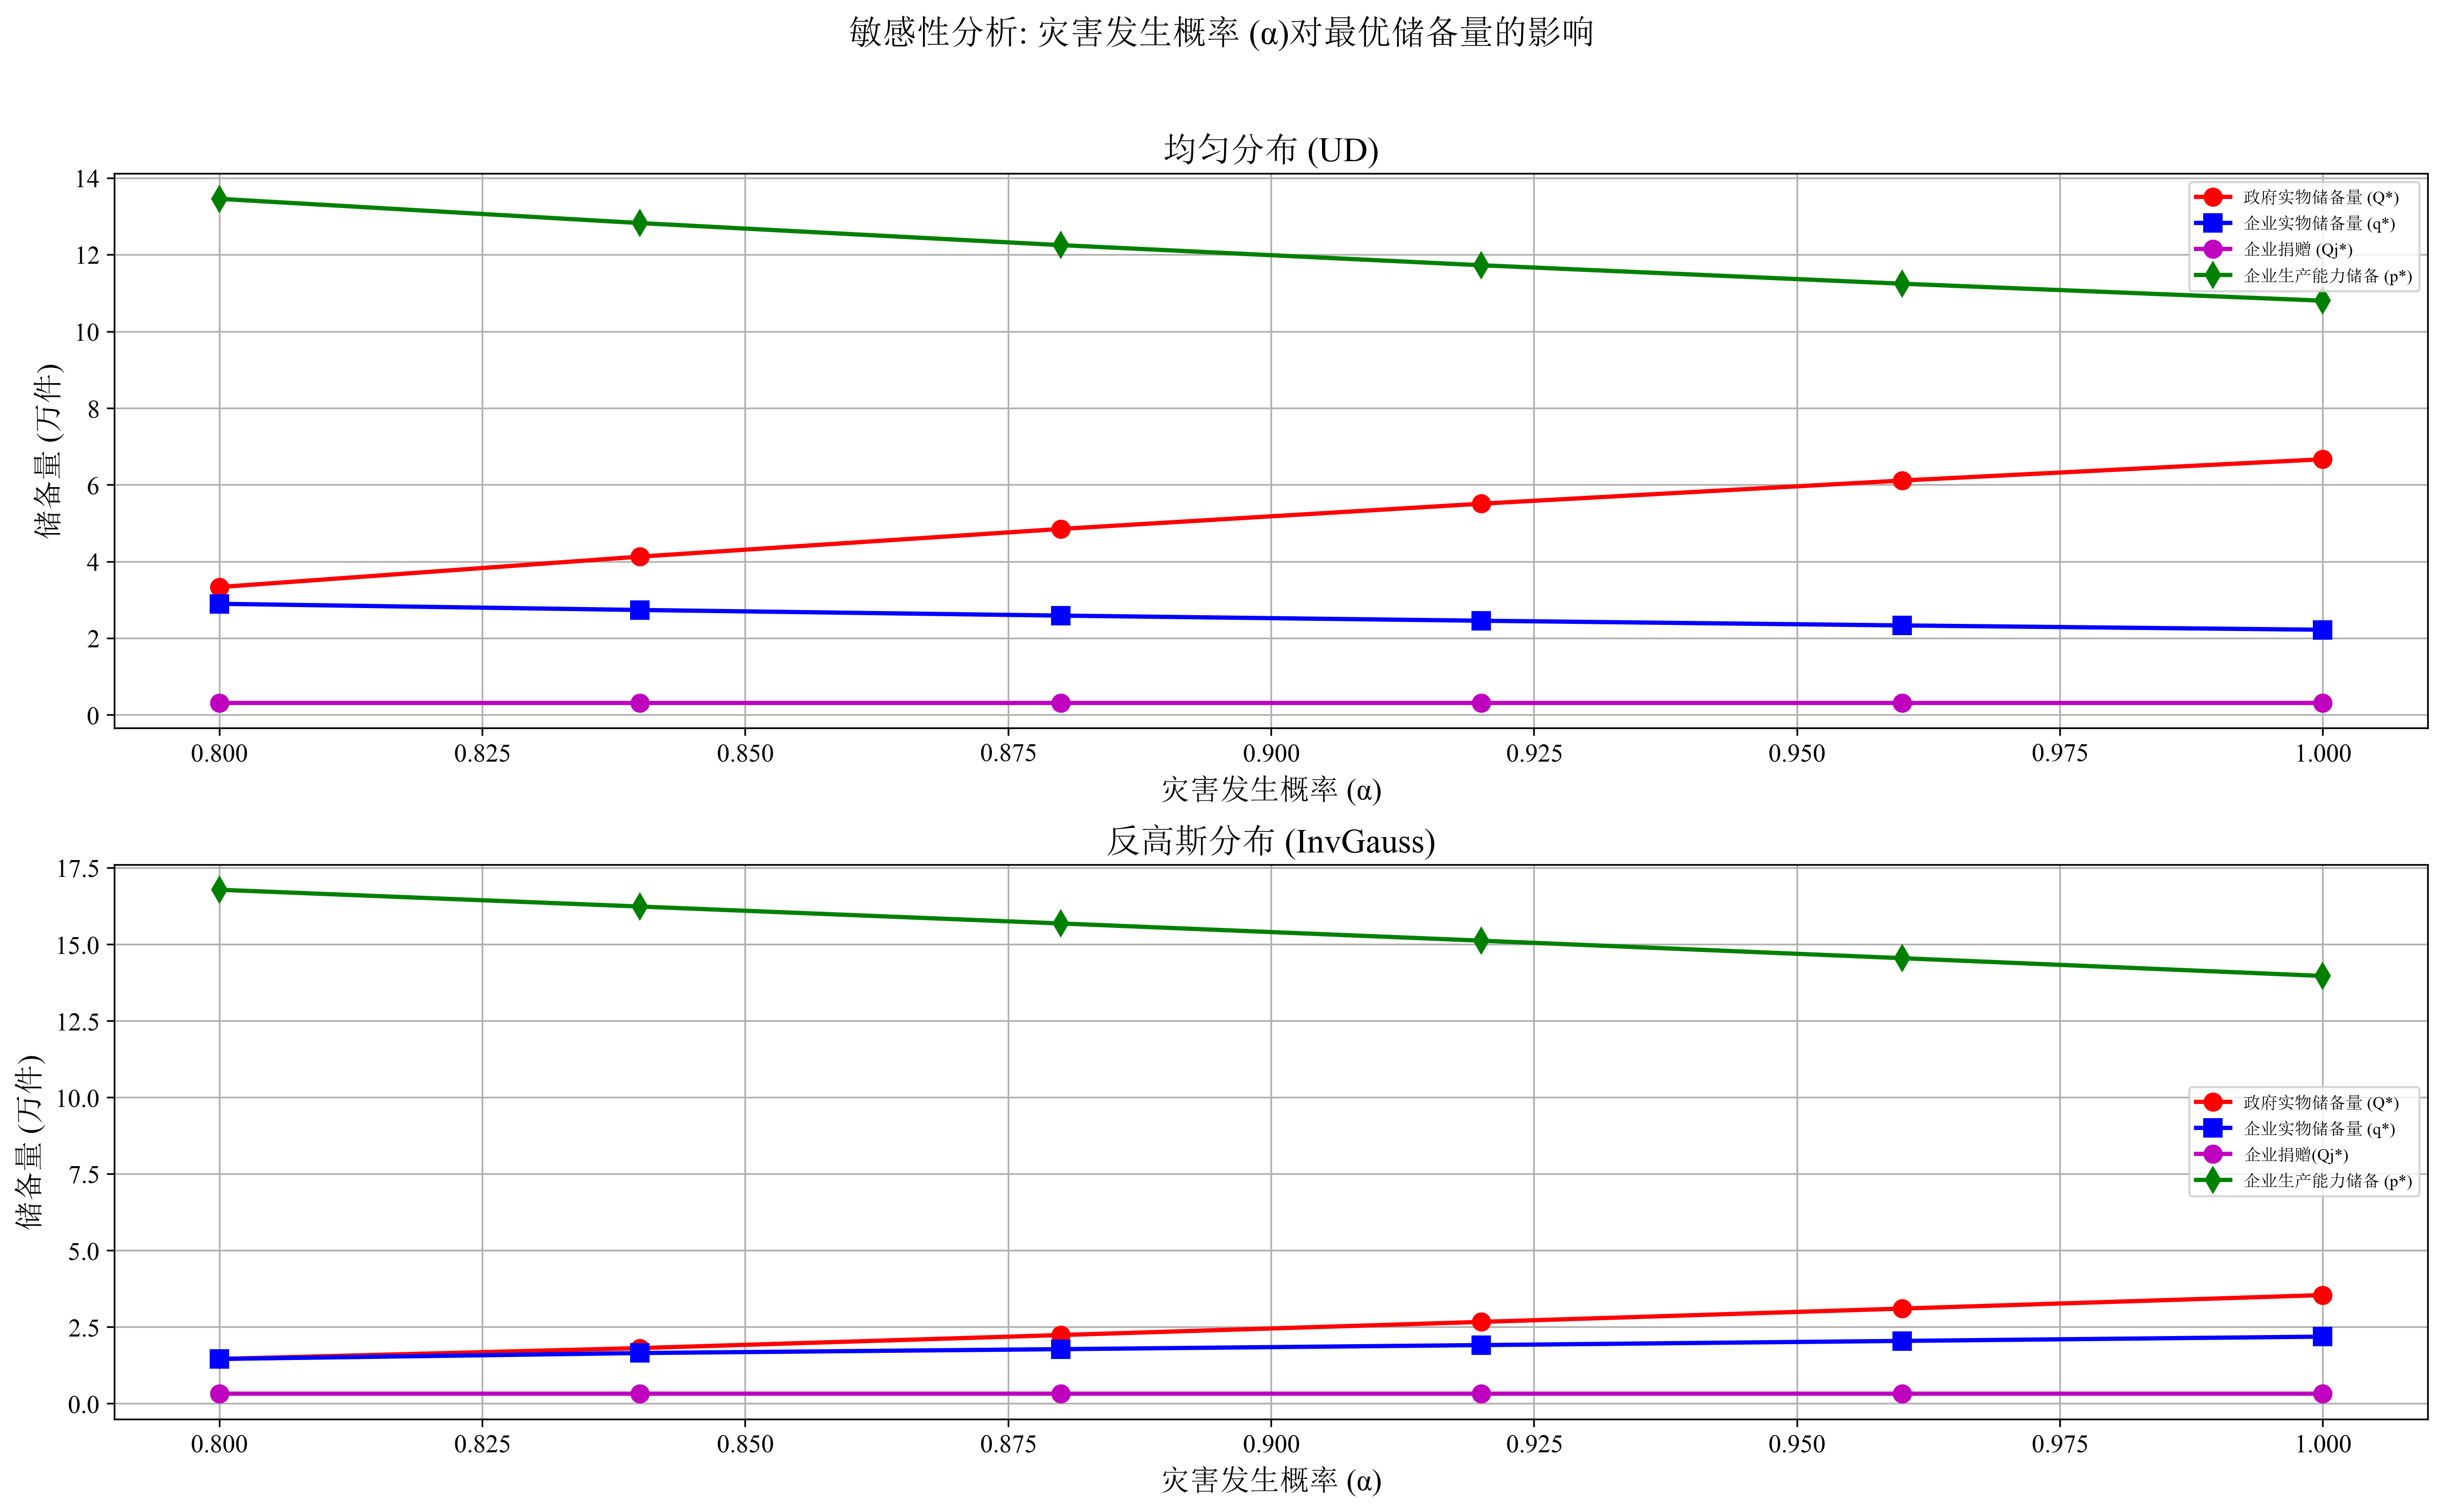 敏感性分析: 灾害发生概率 (α)对最优储备量的影响
均匀分布 (UD)
储备量 (万件)
14
12
10
8
6
4
2
0
政府实物储备量 (Q*)
企业实物储备量 (q*)
企业捐赠 (Qj*)
企业生产能力储备 (p*)
0.800 0.825 0.850 0.875 0.900 0.925 0.950 0.975 1.000
灾害发生概率 (α)
反高斯分布 (InvGauss)
储备量 (万件)
17.5
15.0
12.5
10.0
7.5
5.0
2.5
0.0
政府实物储备量 (Q*)
企业实物储备量 (q*)
企业捐赠(Qj*)
企业生产能力储备 (p*)
0.800 0.825 0.850 0.875 0.900 0.925 0.950 0.975 1.000
灾害发生概率 (α)